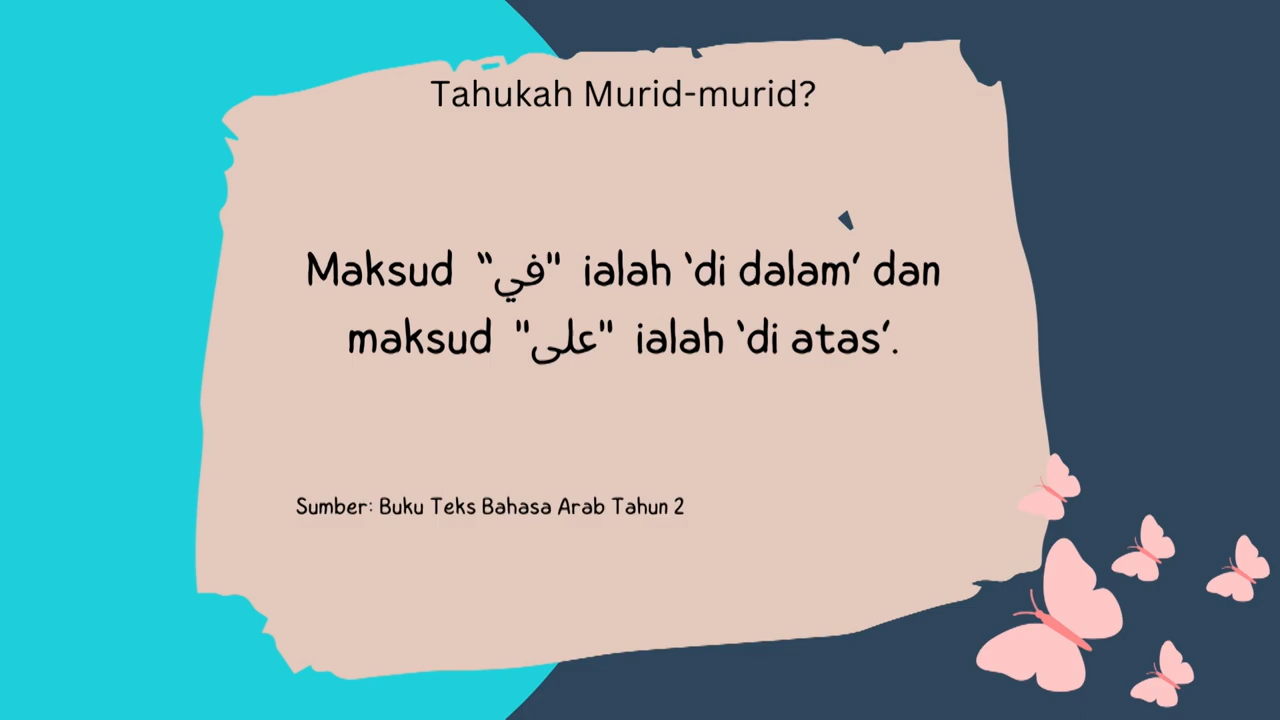 Tahukah Murid-murid?
Maksud “في" ialah ‘di dalam’ dan
maksud "على" ialah ‘di atas’.
Sumber: Buku Teks Bahasa Arab Tahun 2